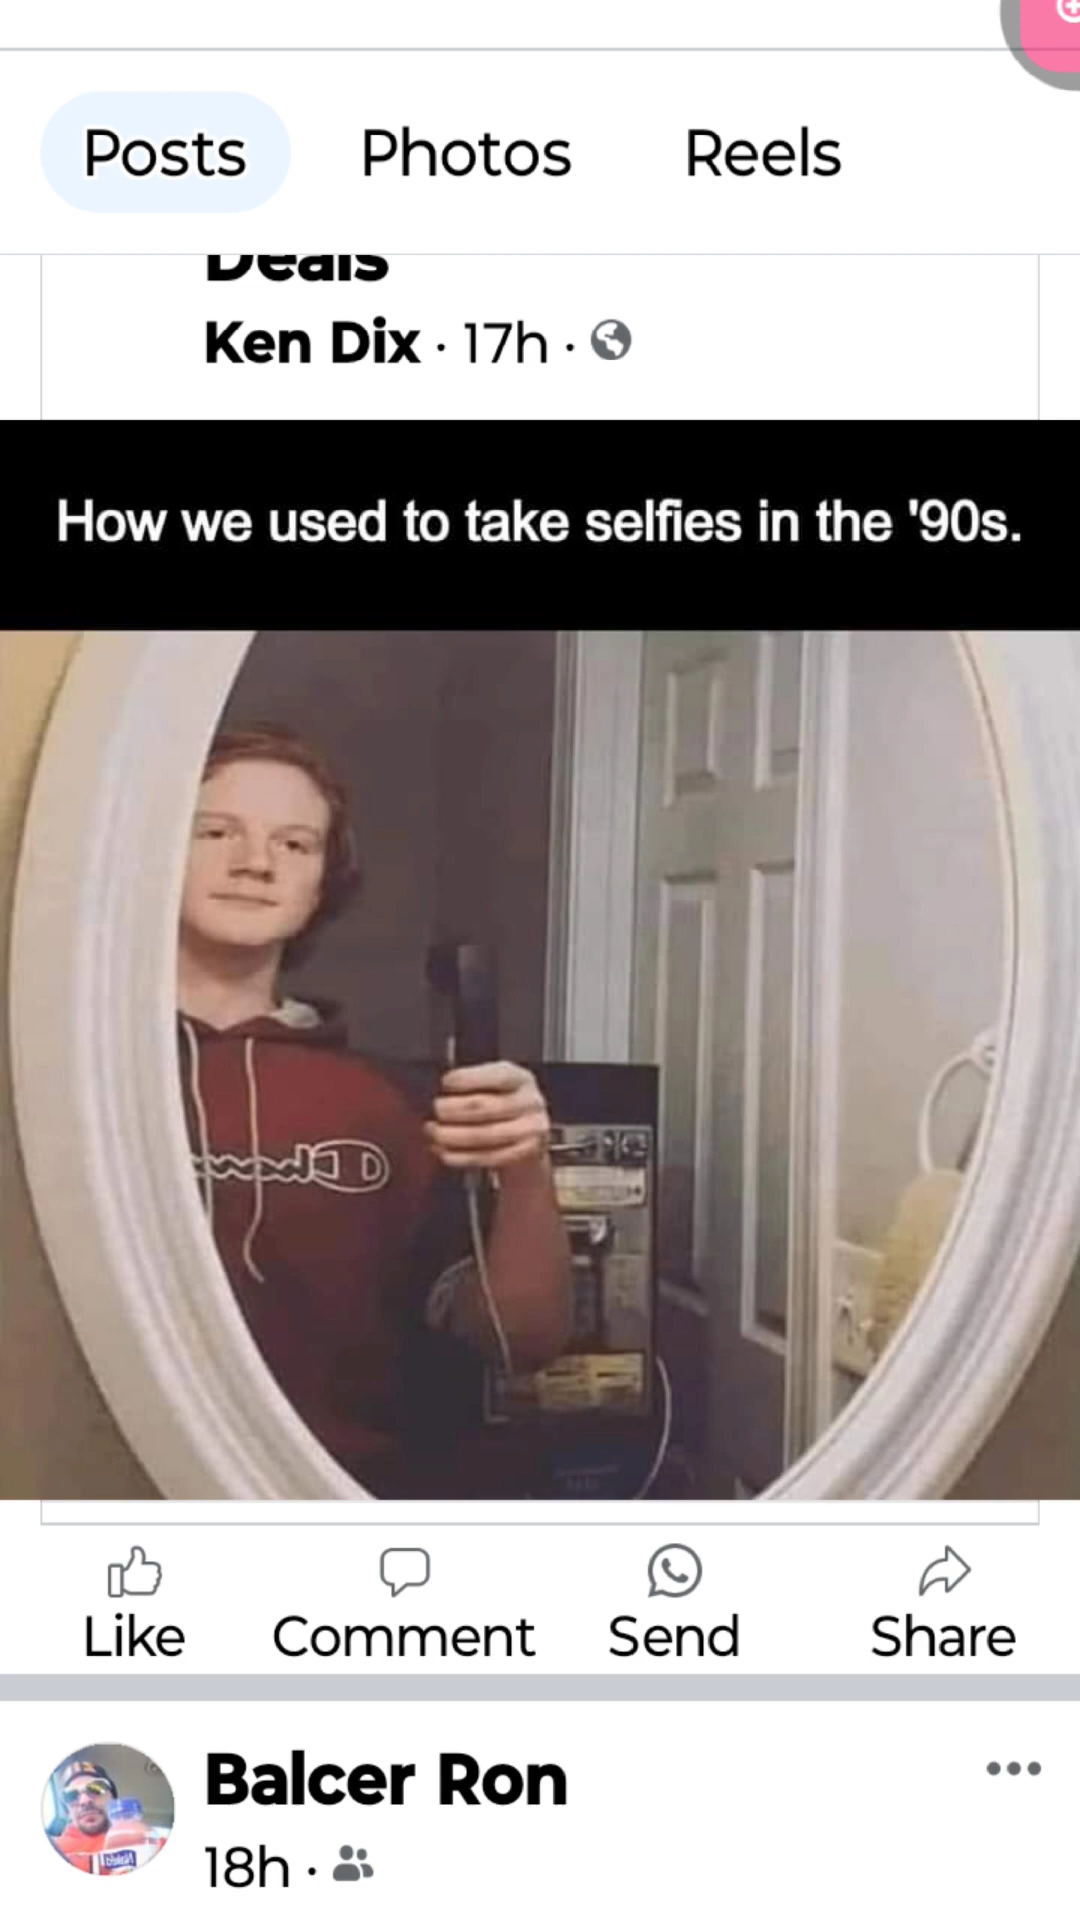 Posts Photos Reels
Deals
Ken Dix · 17h ·
How we used to take selfies in the '90s.
Like Comment Send Share
Balcer Ron
18h ·